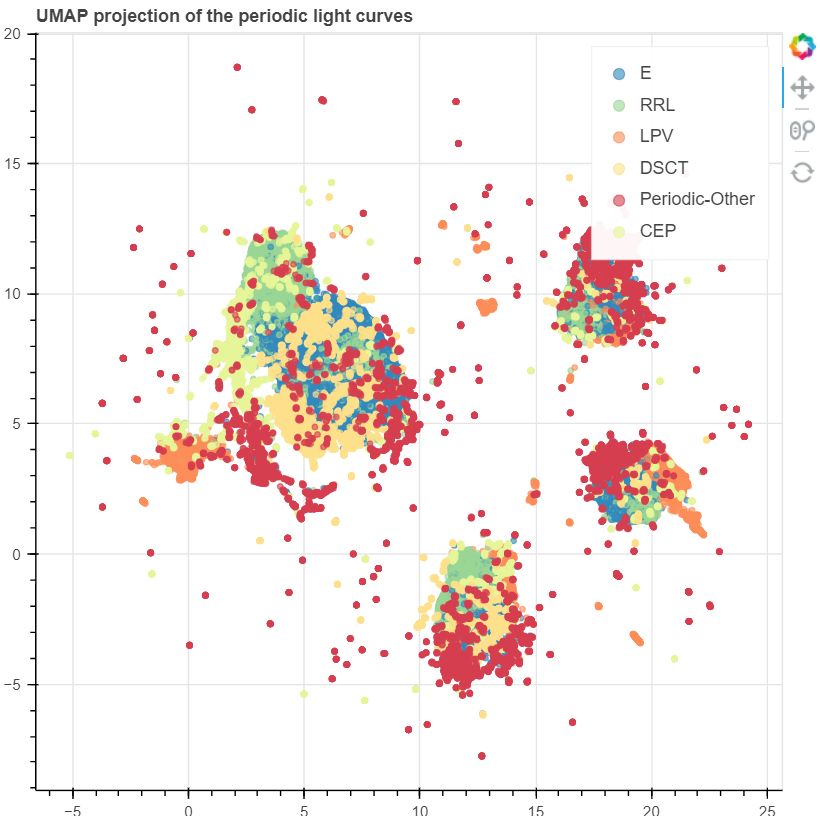 UMAP projection of the periodic light curves
20
15
10
5
0
−5
−5
0
5
10
15
20
25
E
RRL
LPV
DSCT
Periodic-Other
CEP